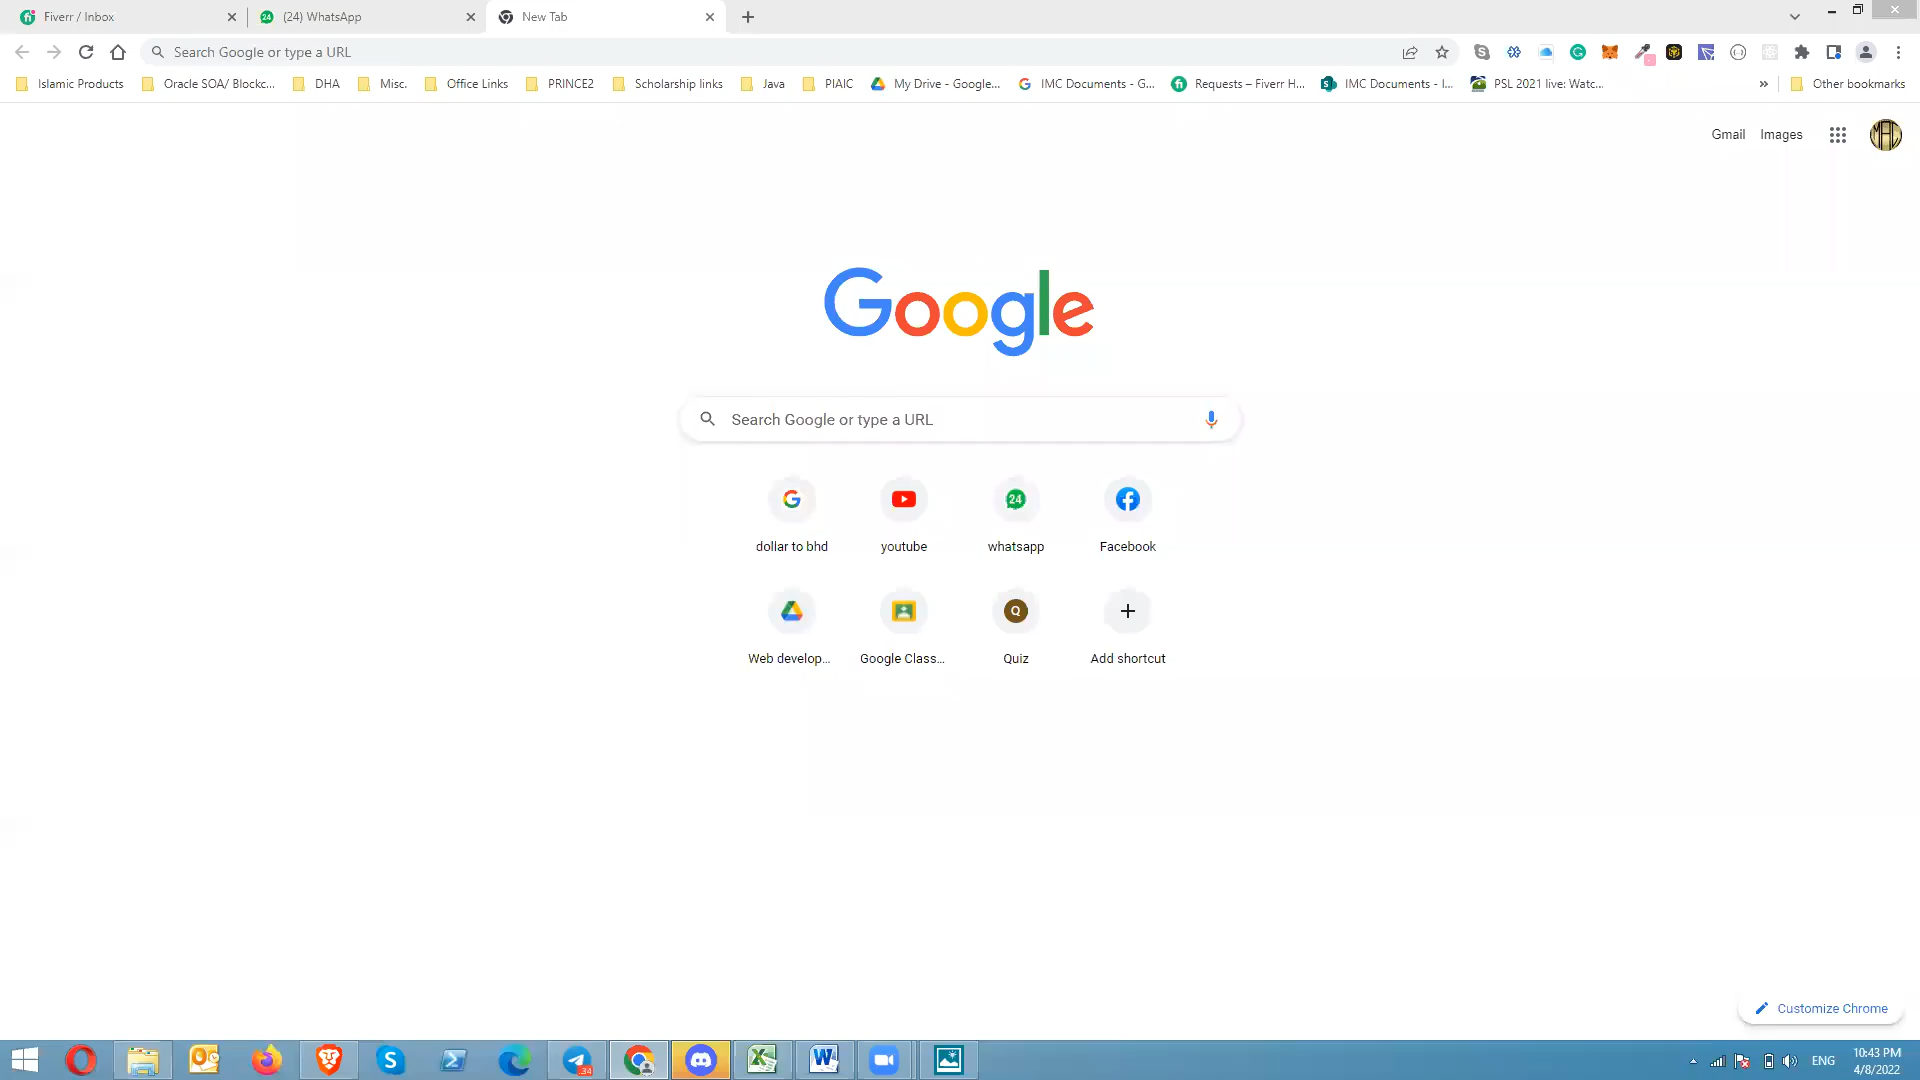 Fiverr / Inbox
(24) WhatsApp
New Tab
Search Google or type a URL
Islamic Products
Oracle SOA/ Blockc...
DHA
Misc.
Office Links
PRINCE2
Scholarship links
Java
PIAIC
My Drive - Google...
IMC Documents - G...
Requests – Fiverr H...
IMC Documents - I...
PSL 2021 live: Watc...
»
Other bookmarks
Gmail
Images
Google
Search Google or type a URL
24
dollar to bhd
youtube
whatsapp
Facebook
Q
Web develop...
Google Class...
Quiz
Add shortcut
Customize Chrome
34
ENG
10:43 PM
4/8/2022